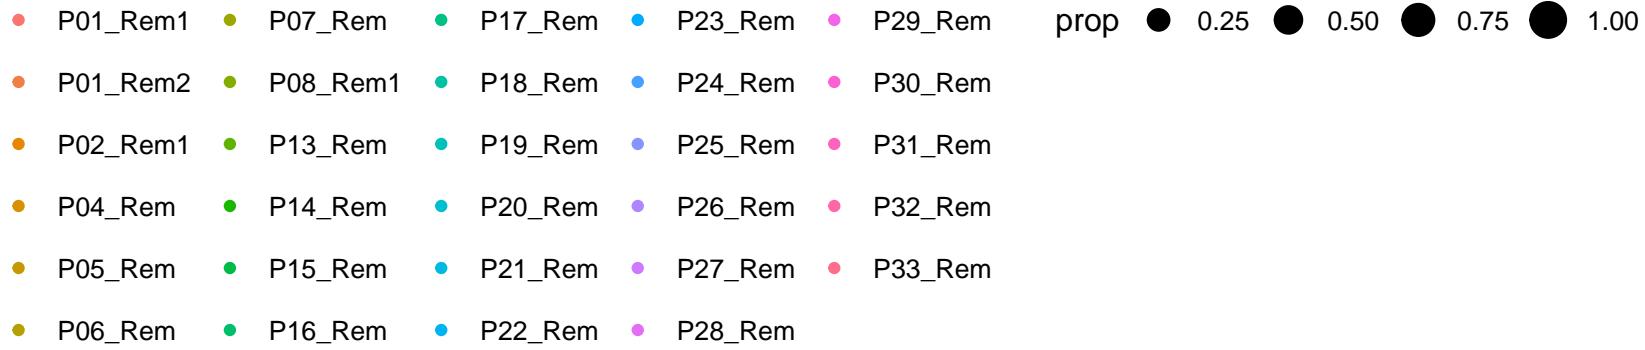 P01_Rem1 P07_Rem P17_Rem P23_Rem P29_Rem prop 0.25 0.50 0.75 1.00
P01_Rem2 P08_Rem1 P18_Rem P24_Rem P30_Rem
P02_Rem1 P13_Rem P19_Rem P25_Rem P31_Rem
P04_Rem P14_Rem P20_Rem P26_Rem P32_Rem
P05_Rem P15_Rem P21_Rem P27_Rem P33_Rem
P06_Rem P16_Rem P22_Rem P28_Rem